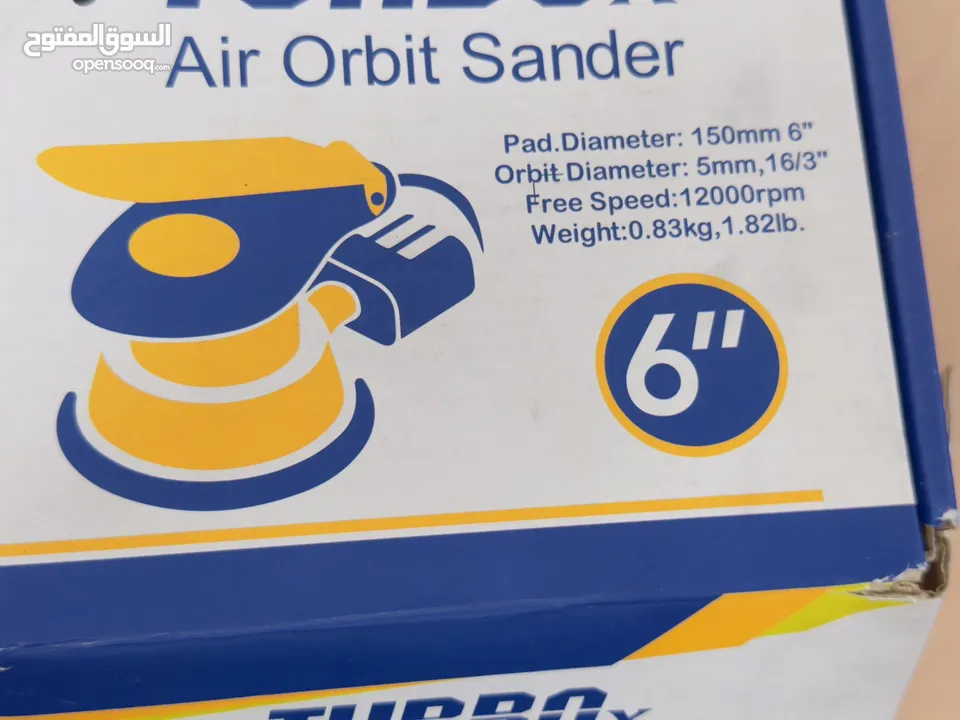 السوق المفتوح
opensooq.com
Air Orbit Sander
Pad.Diameter: 150mm 6"
Orbit Diameter: 5mm,16/3"
Free Speed:12000rpm
Weight:0.83kg,1.82lb.
6"